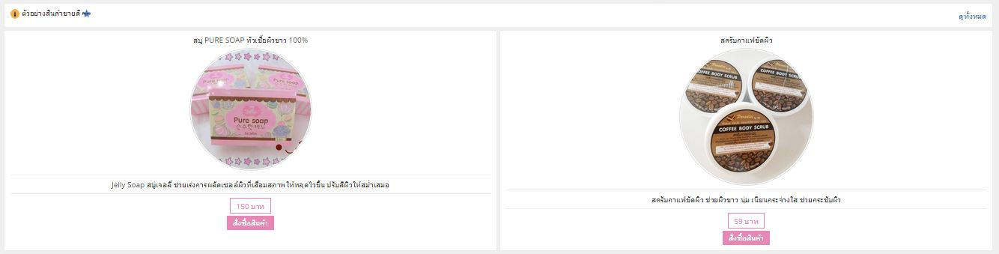 ตัวอย่างสินค้าขายดี
ดูทั้งหมด
สบู่ PURE SOAP หัวเชื้อผิวขาว 100%
Pure soap
Pure soap
Pure soap
Jelly Soap สบู่เจลลี่ ช่วยเร่งการผลัดเซลล์ผิวที่เสื่อมสภาพให้หลุดไวขึ้น ปรับสีผิวให้สม่ำเสมอ
150 บาท
สั่งซื้อสินค้า
สครับกาแฟขัดผิว
COFFEE BODY SCRUB
Paradise
COFFEE BODY SCRUB
Paradise
COFFEE BODY SCRUB
สครับกาแฟขัดผิว ช่วยผิวขาว นุ่ม เนียนกระจ่างใส ช่วยกระชับผิว
59 บาท
สั่งซื้อสินค้า